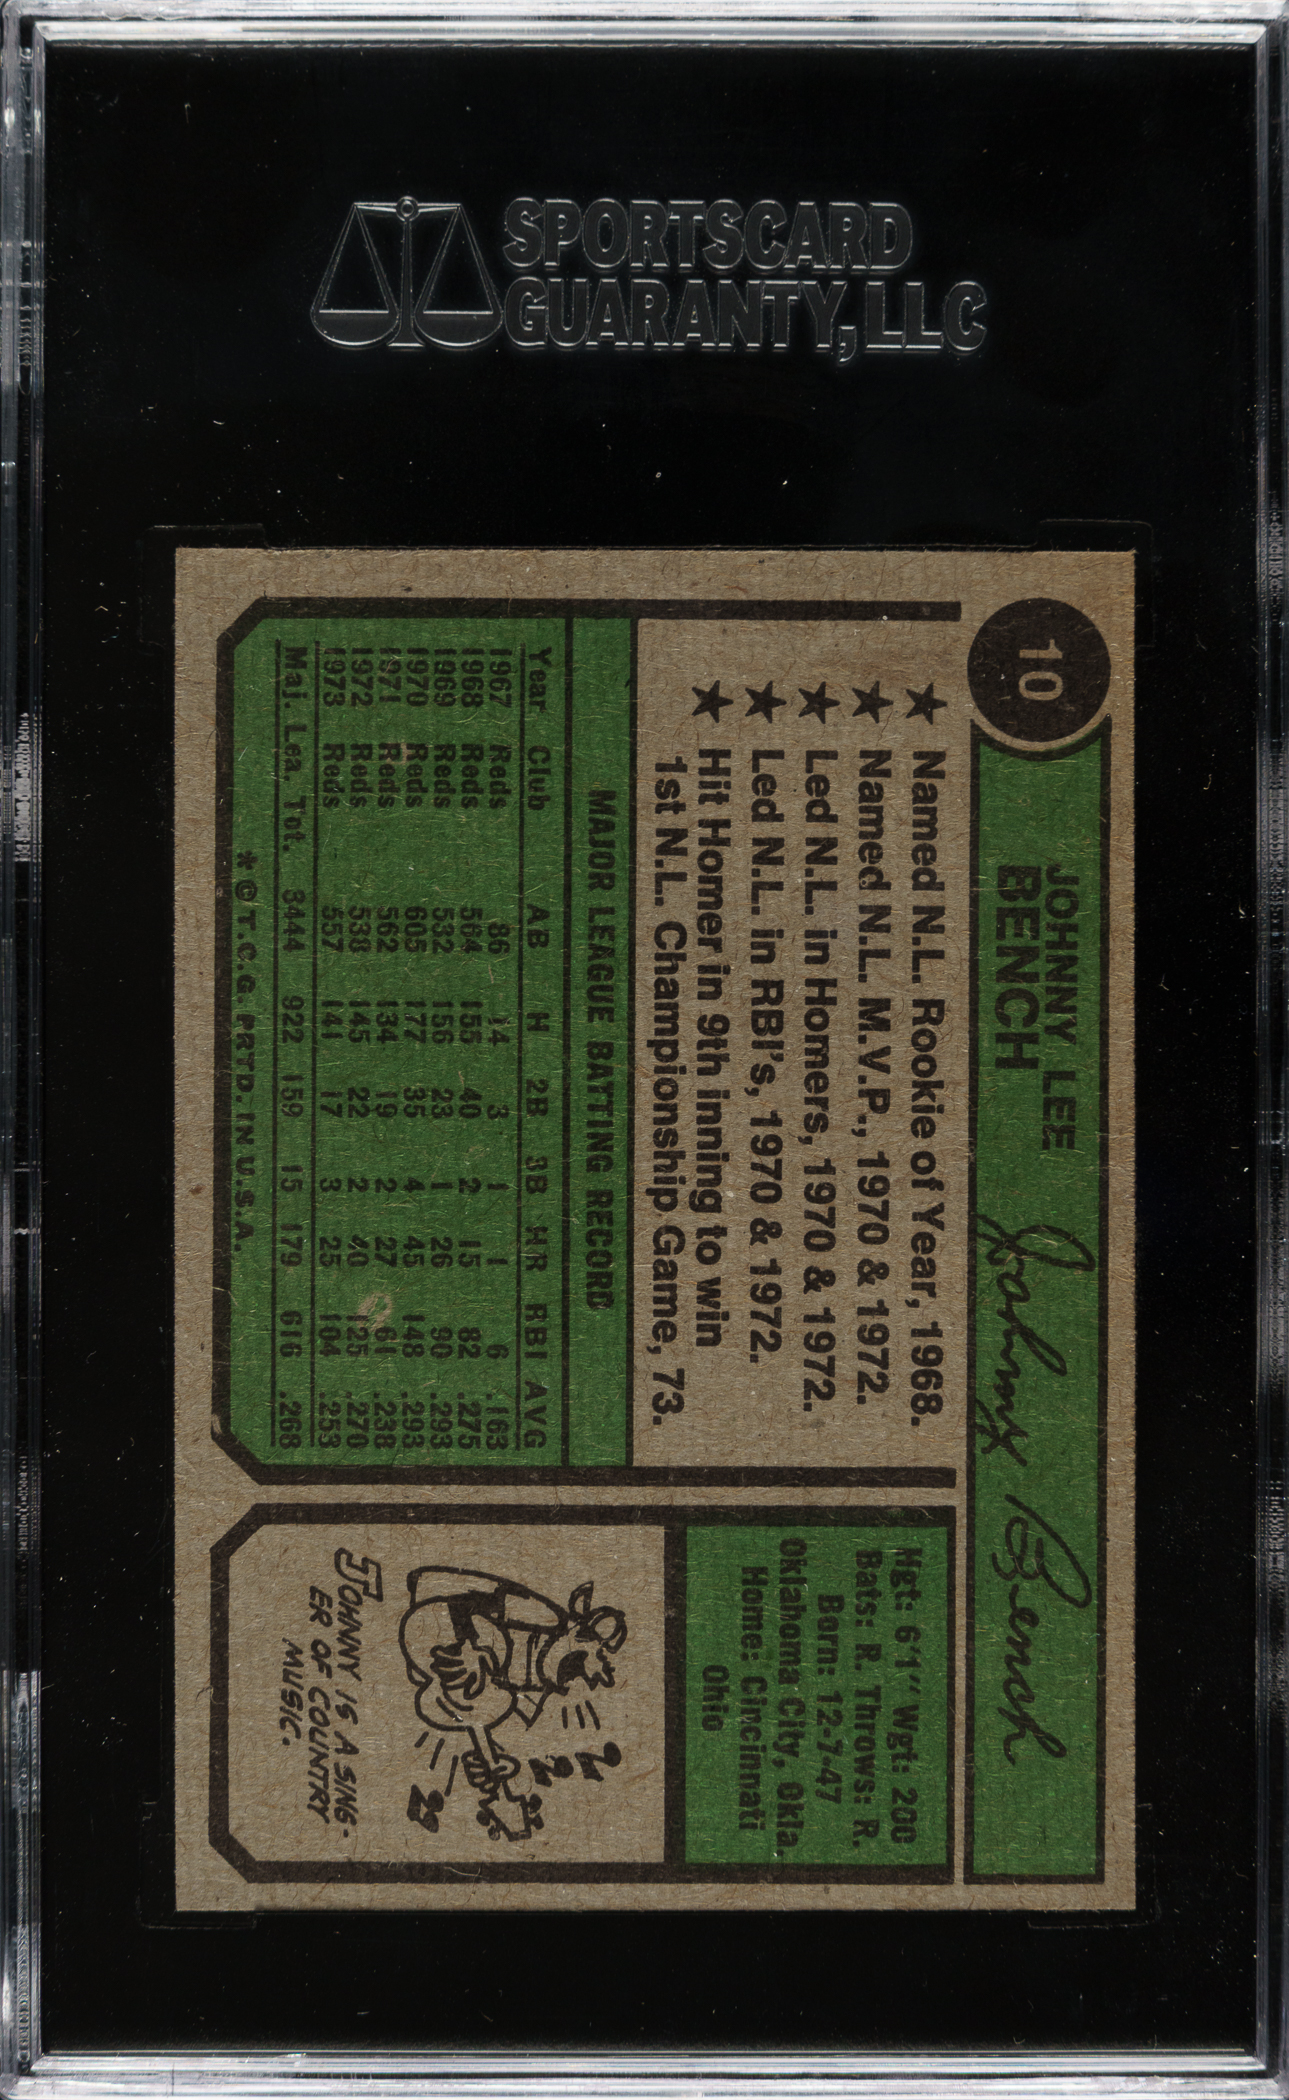 SPORTSCARD
GUARANTY, LLC
10
JOHNNY LEE
BENCH
Johnny Bench
★ Named N.L. Rookie of Year, 1968.
★ Named N.L. M.V.P., 1970 & 1972.
★ Led N.L. in Homers, 1970 & 1972.
★ Led N.L. in RBI's, 1970 & 1972.
★ Hit Homer in 9th inning to win
1st N.L. Championship Game, 73.
MAJOR LEAGUE BATTING RECORD
Year Club AB H 2B 3B HR RBI AVG
1967 Reds 86 14 3 1 1 6 .163
1968 Reds 564 155 40 2 15 82 .275
1969 Reds 532 156 23 1 26 90 .293
1970 Reds 605 177 35 4 45 148 .293
1971 Reds 562 134 19 2 27 61 .238
1972 Reds 538 145 22 2 40 125 .270
1973 Reds 557 141 17 3 25 104 .253
Maj. Lea. Tot. 8444 922 159 15 179 616 .268
* © T.C.G. PRTD. IN U.S.A.
Hgt: 6'1" Wgt: 200
Bats: R. Throws: R.
Born: 12-7-47
Oklahoma City, Okla.
Home: Cincinnati
Ohio
JOHNNY IS A SING-
ER OF COUNTRY
MUSIC.